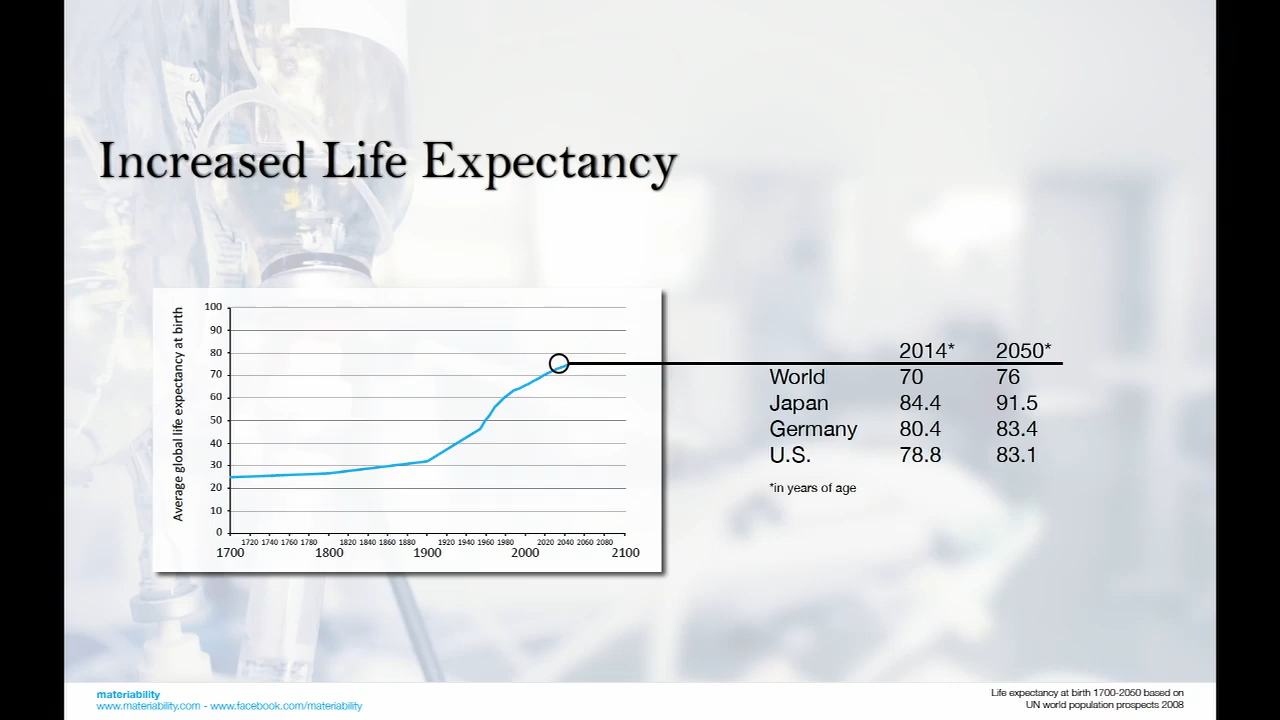 Increased Life Expectancy
Average global life expectancy at birth
100
90
80
70
60
50
40
30
20
10
0
1720 1740 1760 1780 1820 1840 1860 1880 1920 1940 1960 1980 2020 2040 2060 2080
1700 1800 1900 2000 2100
2014* 2050*
World 70 76
Japan 84.4 91.5
Germany 80.4 83.4
U.S. 78.8 83.1
*in years of age
materiability
www.materiability.com - www.facebook.com/materiability
Life expectancy at birth 1700-2050 based on
UN world population prospects 2008